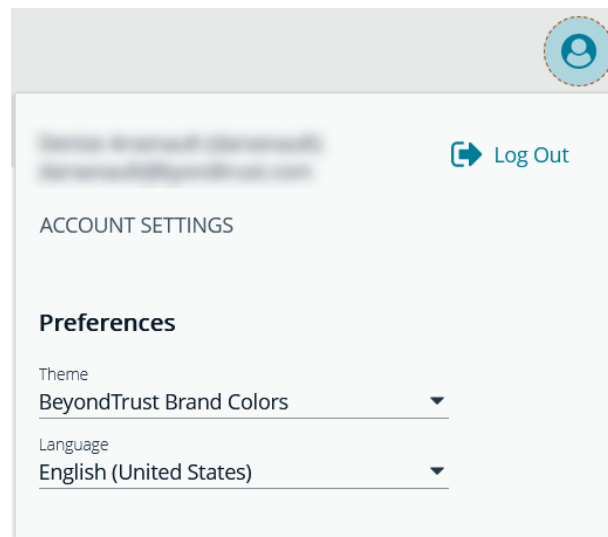 Log Out
ACCOUNT SETTINGS
Preferences
Theme
BeyondTrust Brand Colors
Language
English (United States)